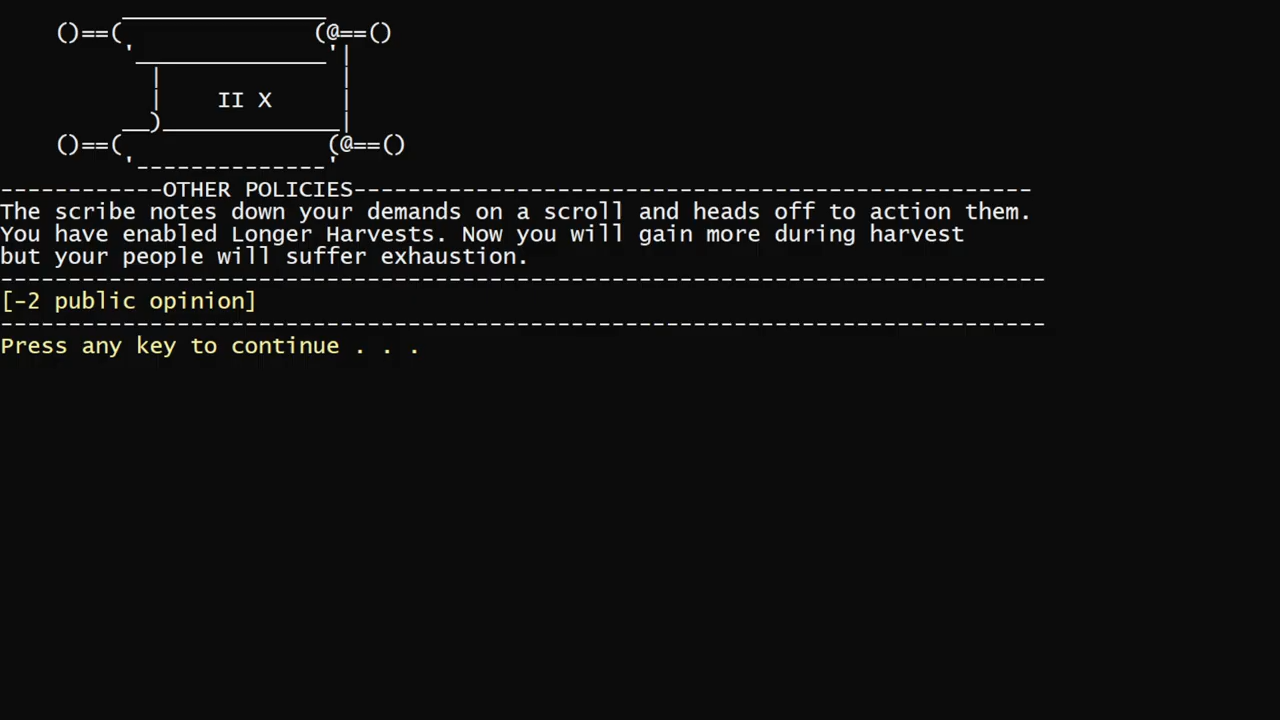 II X
------------OTHER POLICIES--------------------------------------------------
The scribe notes down your demands on a scroll and heads off to action them.
You have enabled Longer Harvests. Now you will gain more during harvest
but your people will suffer exhaustion.
-----------------------------------------------------------------------------
[-2 public opinion]
-----------------------------------------------------------------------------
Press any key to continue . . .